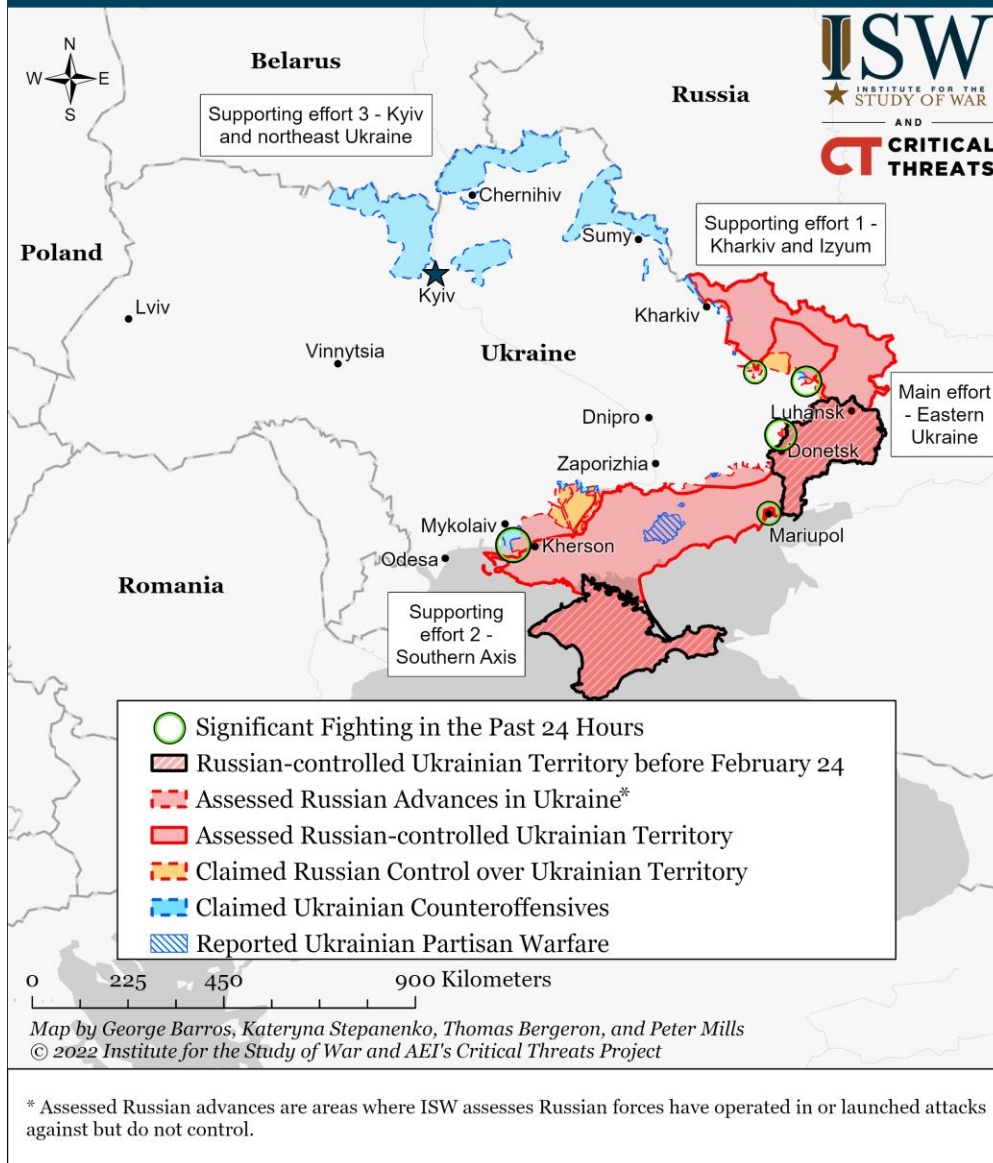 N
W E
S
Belarus
Russia
ISW
INSTITUTE FOR THE
STUDY OF WAR
AND
CT CRITICAL
THREATS
Supporting effort 3 - Kyiv
and northeast Ukraine
Chernihiv
Sumy
Supporting effort 1 -
Kharkiv and Izyum
Poland
Kyiv
Lviv
Kharkiv
Vinnytsia
Ukraine
Main effort
- Eastern
Ukraine
Dnipro
Luhansk
Donetsk
Zaporizhia
Mykolaiv
Kherson
Mariupol
Odesa
Romania
Supporting
effort 2 -
Southern Axis
Significant Fighting in the Past 24 Hours
Russian-controlled Ukrainian Territory before February 24
Assessed Russian Advances in Ukraine*
Assessed Russian-controlled Ukrainian Territory
Claimed Russian Control over Ukrainian Territory
Claimed Ukrainian Counteroffensives
Reported Ukrainian Partisan Warfare
0 225 450 900 Kilometers
Map by George Barros, Kateryna Stepanenko, Thomas Bergeron, and Peter Mills
© 2022 Institute for the Study of War and AEI's Critical Threats Project
* Assessed Russian advances are areas where ISW assesses Russian forces have operated in or launched attacks
against but do not control.